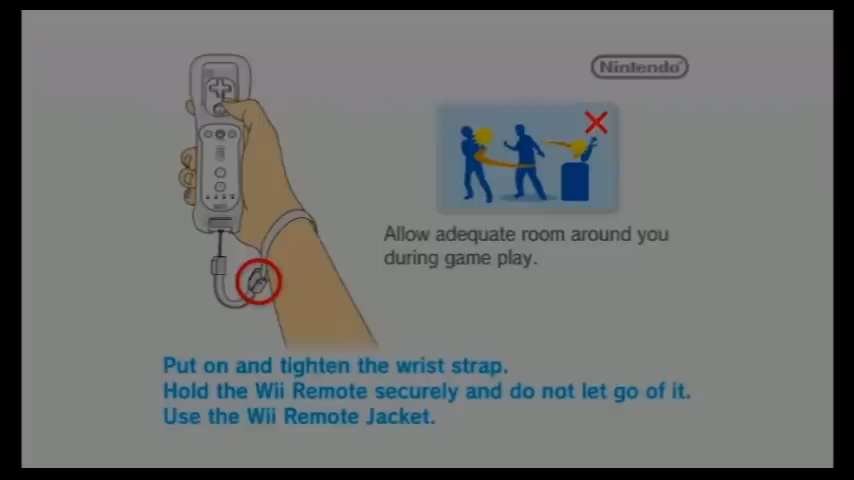 Nintendo
Allow adequate room around you
during game play.
Put on and tighten the wrist strap.
Hold the Wii Remote securely and do not let go of it.
Use the Wii Remote Jacket.